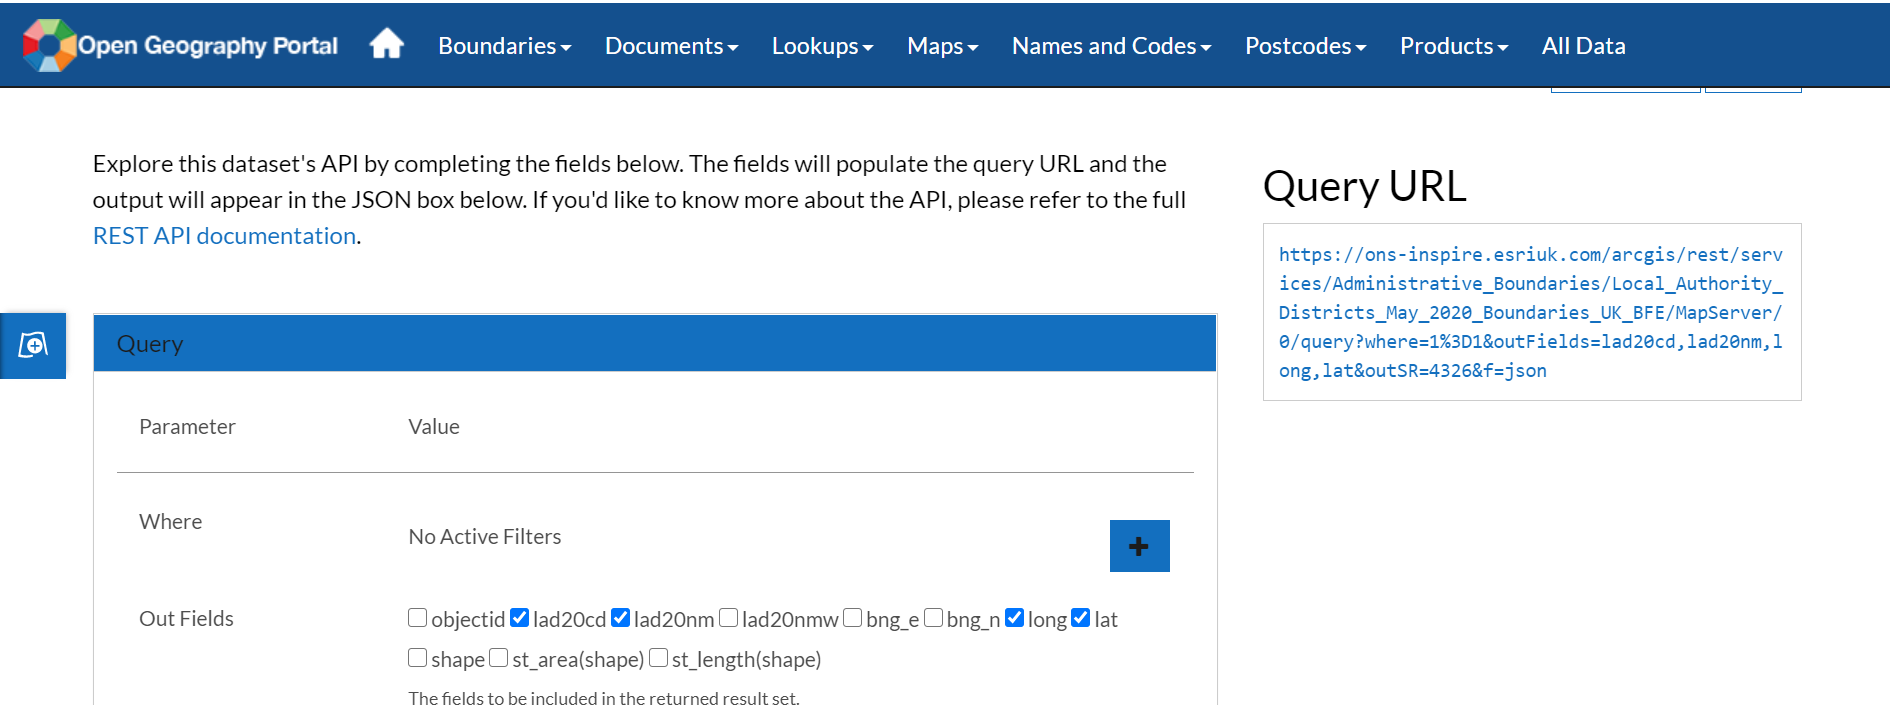 Open Geography Portal Boundaries Documents Lookups Maps Names and Codes Postcodes Products All Data
Explore this dataset's API by completing the fields below. The fields will populate the query URL and the
output will appear in the JSON box below. If you'd like to know more about the API, please refer to the full
REST API documentation.
Query URL
https://ons-inspire.esriuk.com/arcgis/rest/serv
ices/Administrative_Boundaries/Local_Authority_
Districts_May_2020_Boundaries_UK_BFE/MapServer/
0/query?where=1%3D1&outFields=lad20cd,lad20nm,l
ong,lat&outSR=4326&f=json
Query
Parameter Value
Where No Active Filters
Out Fields objectid lad20cd lad20nm lad20nmw bng_e bng_n long lat
shape st_area(shape) st_length(shape)
The fields to be included in the returned result set.